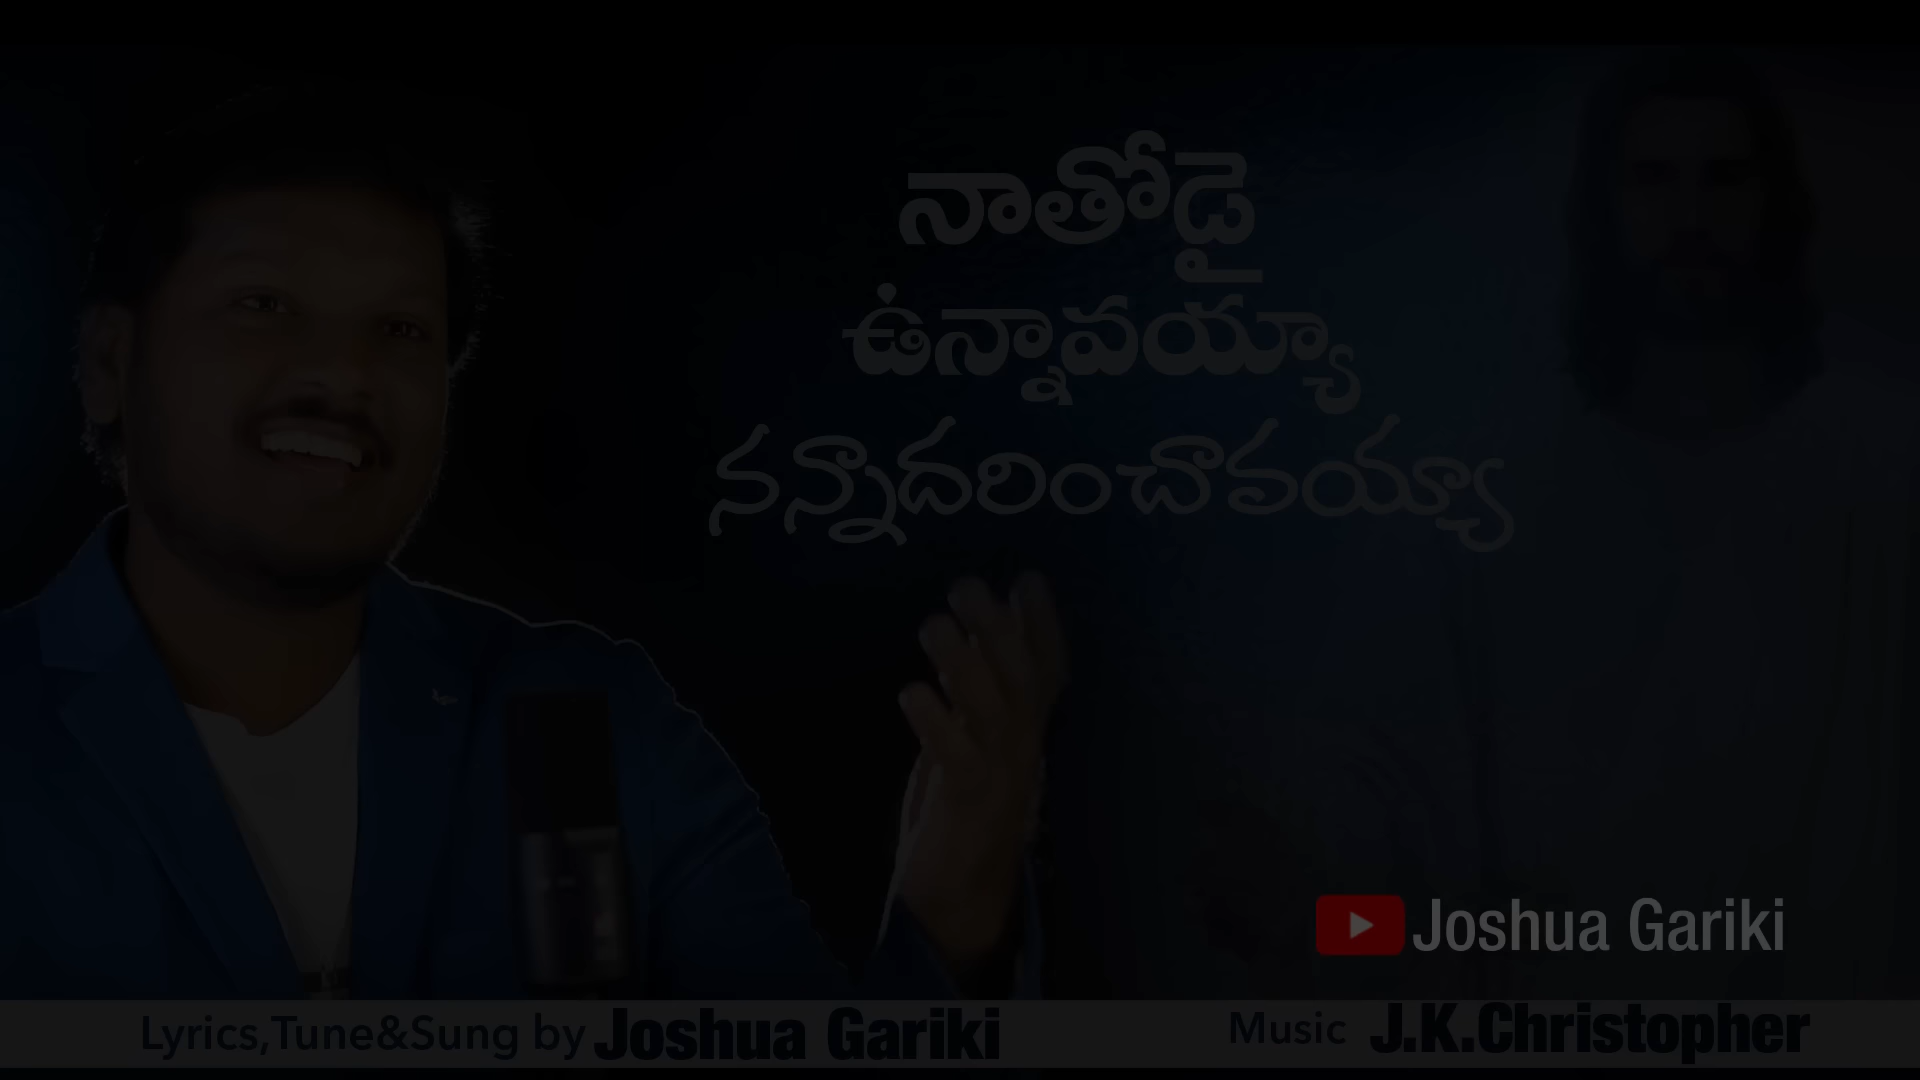 నాతోడై
ఉన్నావయ్యా
నన్నాదరించావయ్యా
Joshua Gariki
Lyrics,Tune&Sung by Joshua Gariki
Music J.K.Christopher